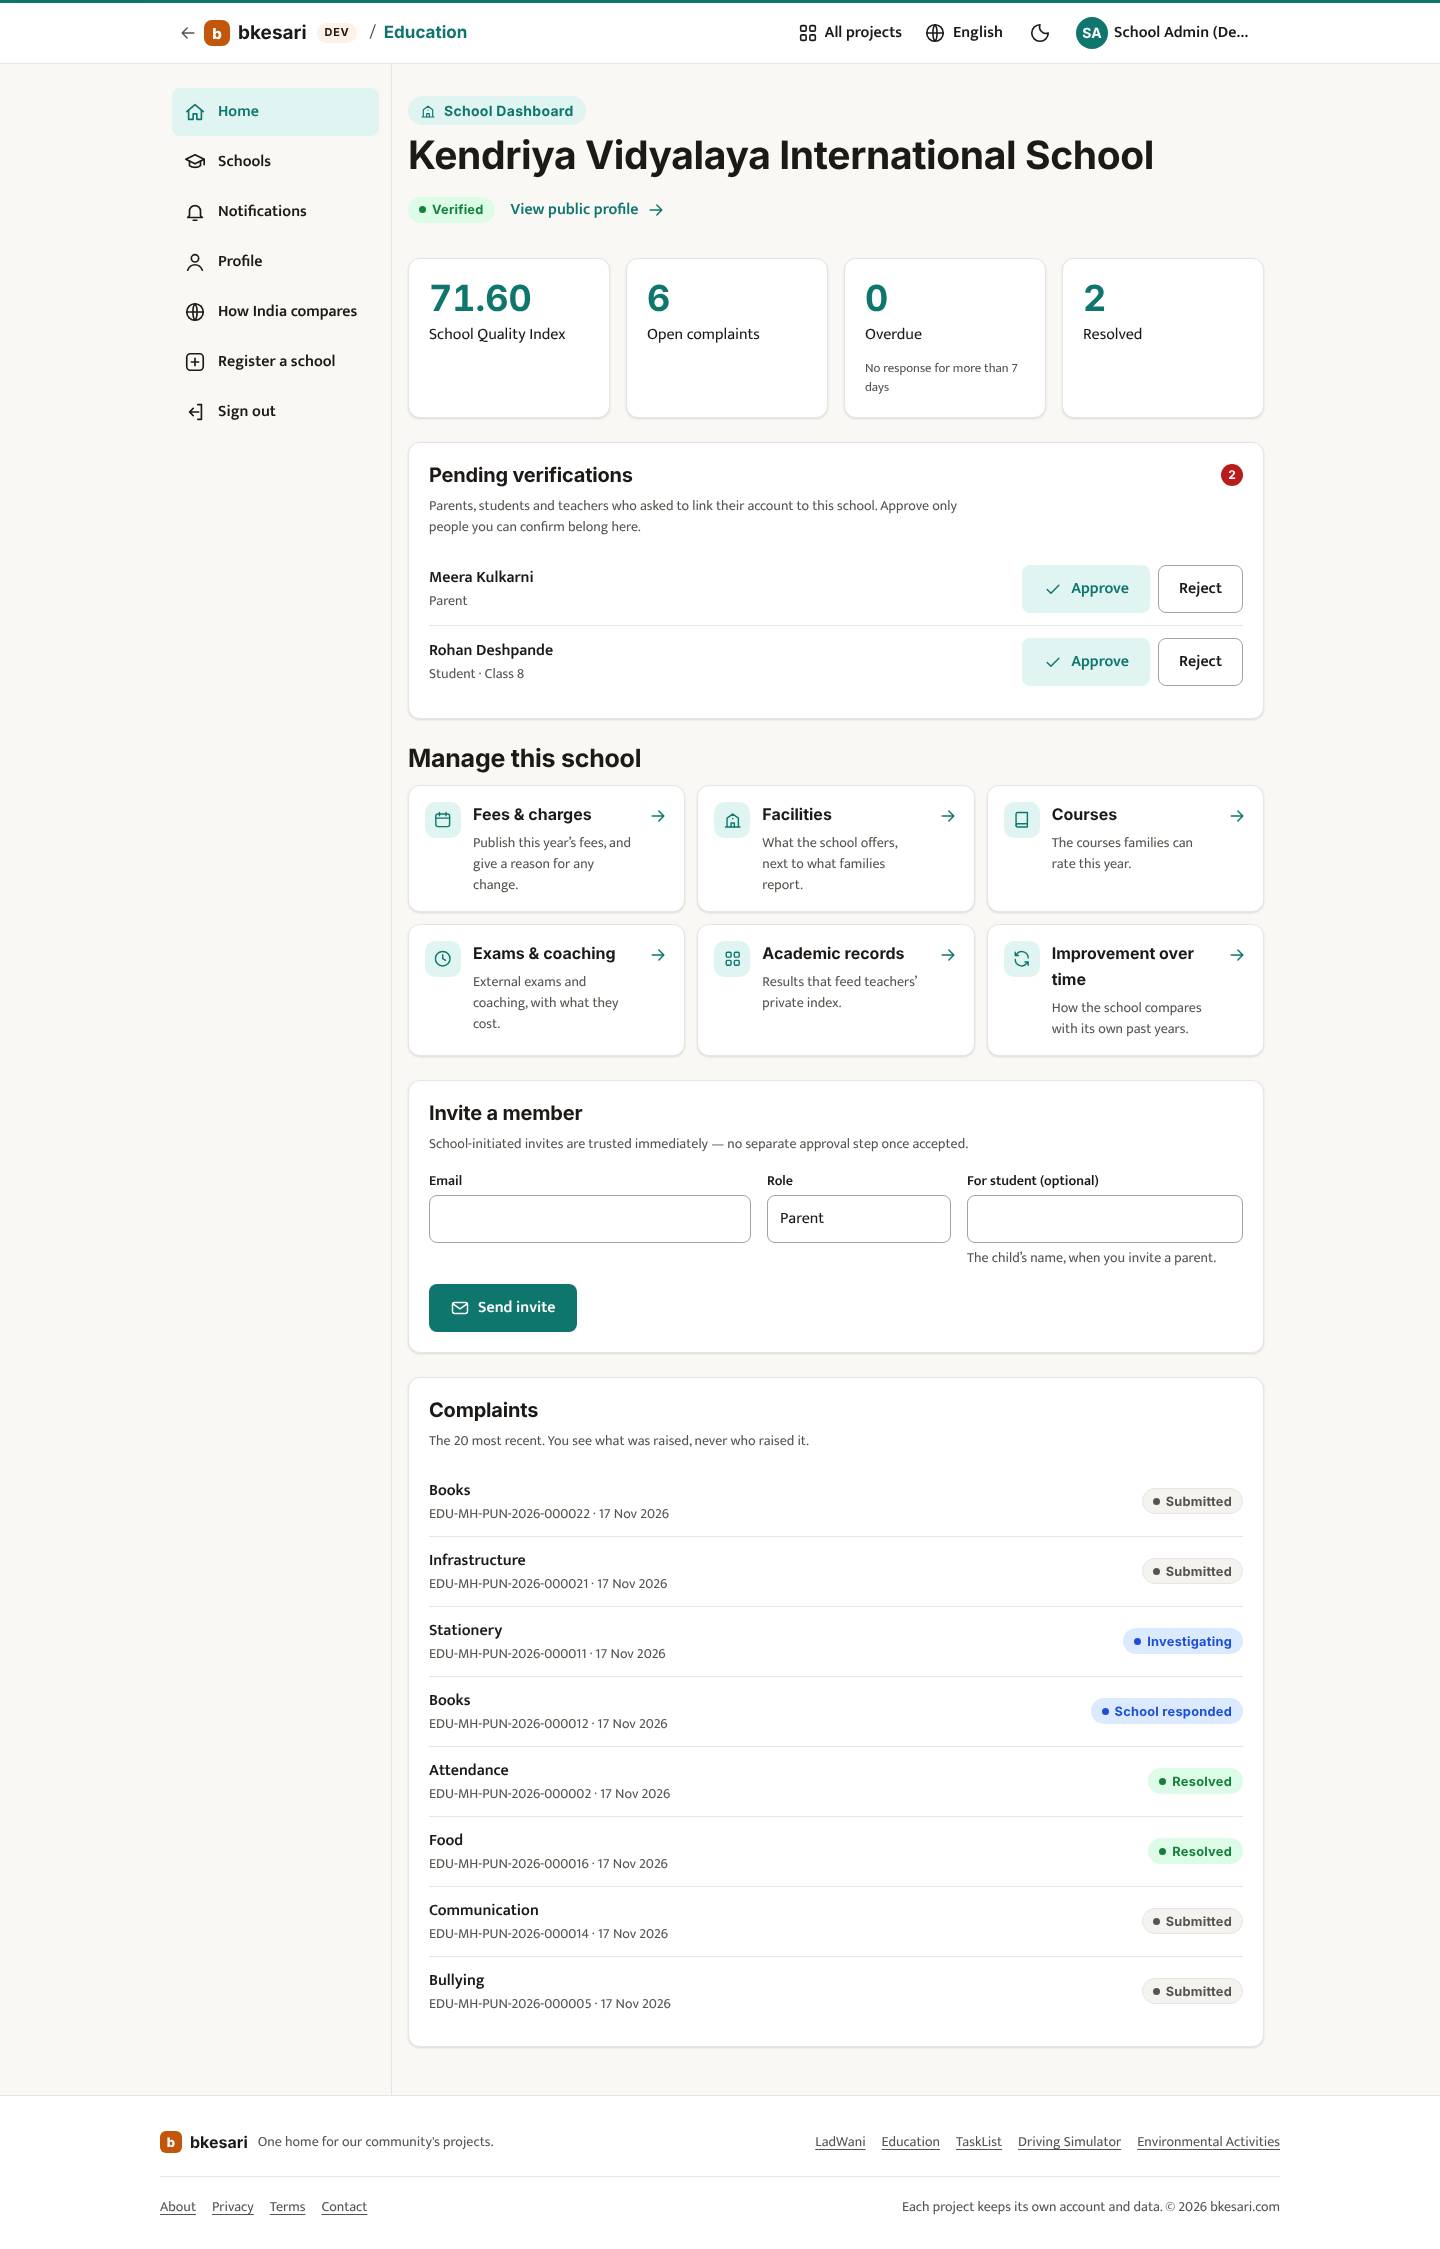 bkesari DEV / Education
All projects
English
SA School Admin (De...
Home
Schools
Notifications
Profile
How India compares
Register a school
Sign out
School Dashboard
Kendriya Vidyalaya International School
Verified
View public profile
71.60
School Quality Index
6
Open complaints
0
Overdue
No response for more than 7
days
2
Resolved
Pending verifications
2
Parents, students and teachers who asked to link their account to this school. Approve only
people you can confirm belong here.
Meera Kulkarni
Parent
Approve
Reject
Rohan Deshpande
Student · Class 8
Approve
Reject
Manage this school
Fees & charges
Publish this year’s fees, and
give a reason for any
change.
Facilities
What the school offers,
next to what families
report.
Courses
The courses families can
rate this year.
Exams & coaching
External exams and
coaching, with what they
cost.
Academic records
Results that feed teachers’
private index.
Improvement over
time
How the school compares
with its own past years.
Invite a member
School-initiated invites are trusted immediately — no separate approval step once accepted.
Email
Role
Parent
For student (optional)
The child’s name, when you invite a parent.
Send invite
Complaints
The 20 most recent. You see what was raised, never who raised it.
Books
EDU-MH-PUN-2026-000022 · 17 Nov 2026
Submitted
Infrastructure
EDU-MH-PUN-2026-000021 · 17 Nov 2026
Submitted
Stationery
EDU-MH-PUN-2026-000011 · 17 Nov 2026
Investigating
Books
EDU-MH-PUN-2026-000012 · 17 Nov 2026
School responded
Attendance
EDU-MH-PUN-2026-000002 · 17 Nov 2026
Resolved
Food
EDU-MH-PUN-2026-000016 · 17 Nov 2026
Resolved
Communication
EDU-MH-PUN-2026-000014 · 17 Nov 2026
Submitted
Bullying
EDU-MH-PUN-2026-000005 · 17 Nov 2026
Submitted
b bkesari One home for our community's projects.
LadWani Education TaskList Driving Simulator Environmental Activities
About Privacy Terms Contact
Each project keeps its own account and data. © 2026 bkesari.com